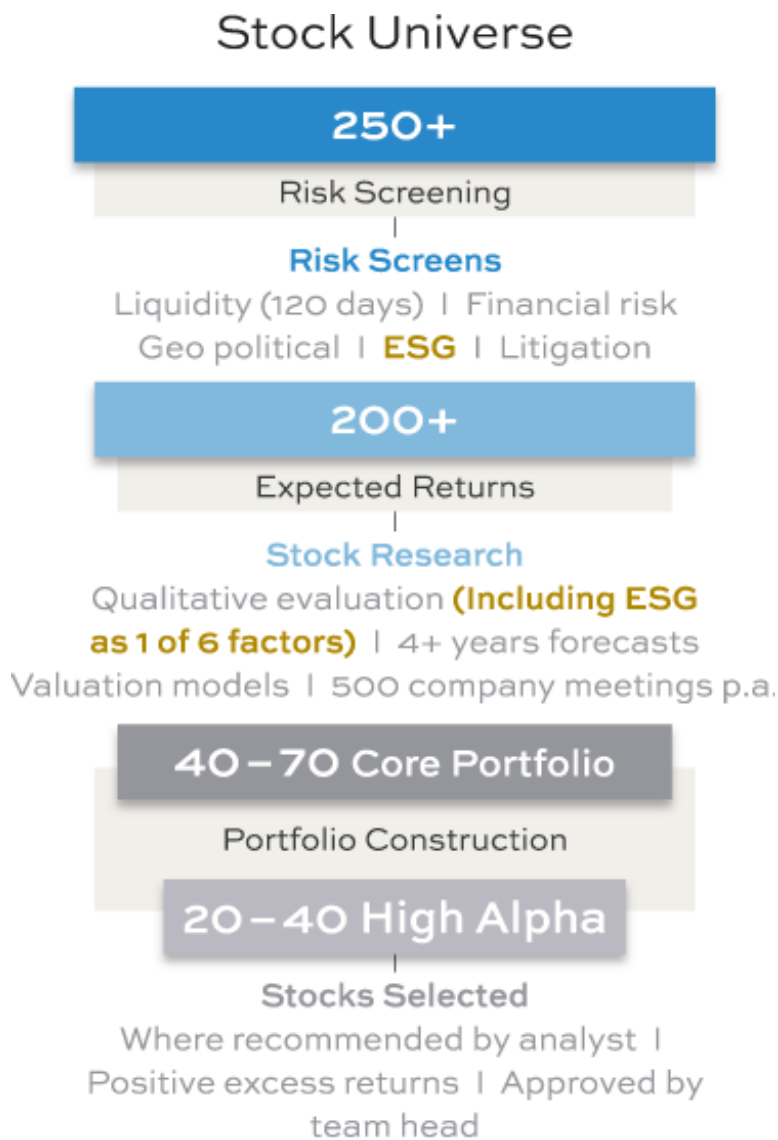 Stock Universe
250+
Risk Screening
Risk Screens
Liquidity (120 days) | Financial risk
Geo political | ESG | Litigation
200+
Expected Returns
Stock Research
Qualitative evaluation (Including ESG
as 1 of 6 factors) | 4+ years forecasts
Valuation models | 500 company meetings p.a.
40–70 Core Portfolio
Portfolio Construction
20–40 High Alpha
Stocks Selected
Where recommended by analyst |
Positive excess returns | Approved by
team head